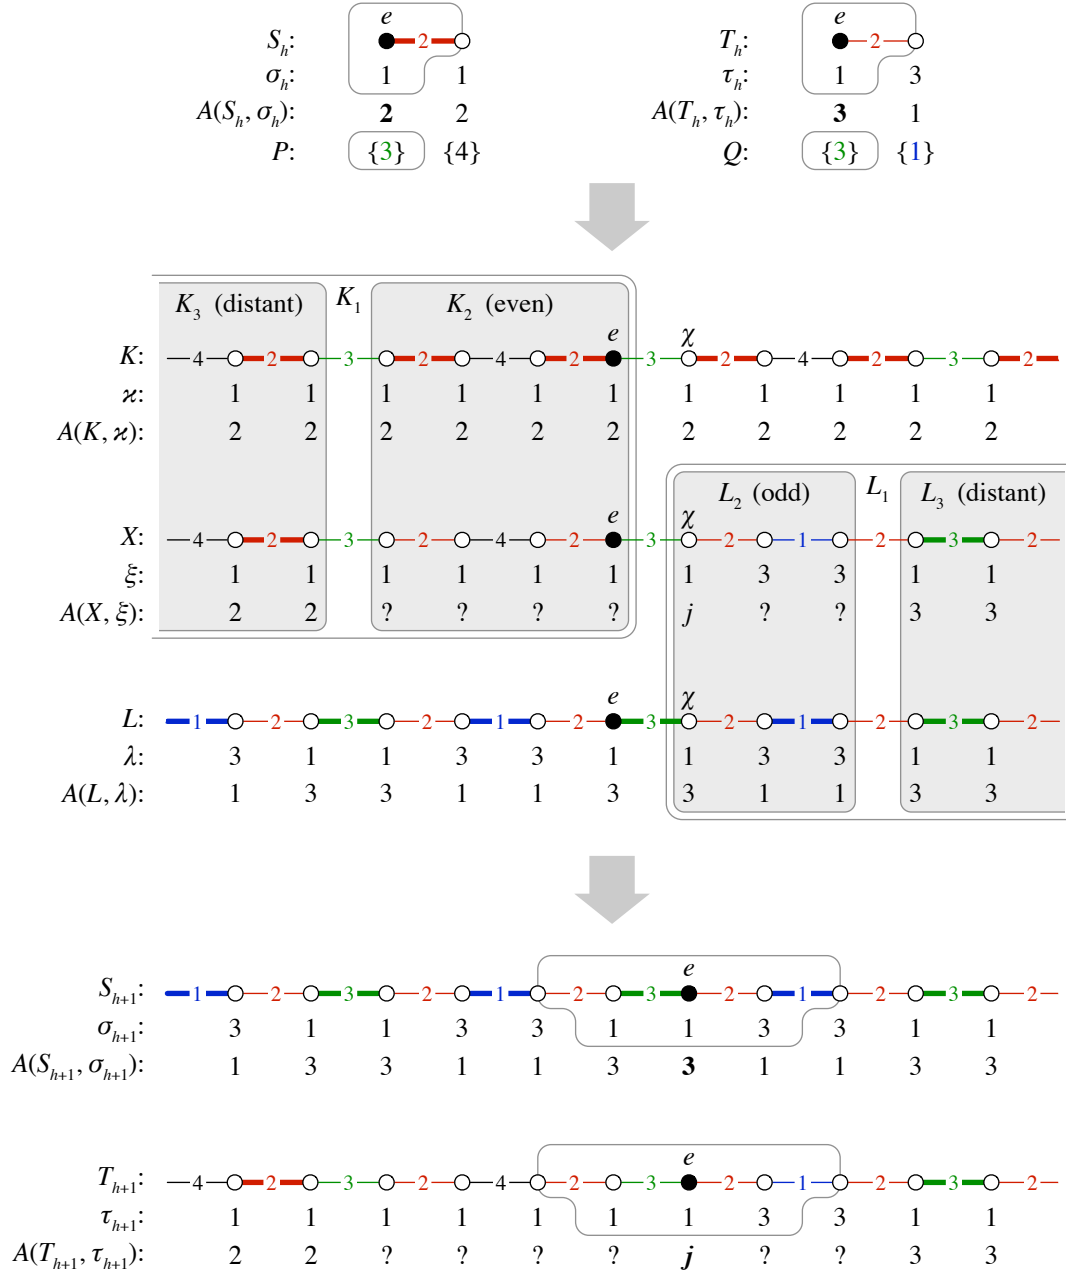 e e
S_h: 2 T_h: 2
σ_h: 1 1 τ_h: 1 3
A(S_h, σ_h): 2 2 A(T_h, τ_h): 3 1
P: {3} {4} Q: {3} {1}
K_3 (distant) K_1 K_2 (even)
e χ
K: 4 2 3 2 4 2 3 2 4 2 3 2
ϰ: 1 1 1 1 1 1 1 1 1 1 1
A(K, ϰ): 2 2 2 2 2 2 2 2 2 2 2
L_2 (odd) L_1 L_3 (distant)
e χ
X: 4 2 3 2 4 2 3 2 1 2 3 2
ξ: 1 1 1 1 1 1 1 3 3 1 1
A(X, ξ): 2 2 ? ? ? ? j ? ? 3 3
e χ
L: 1 2 3 2 1 2 3 2 1 2 3 2
λ: 3 1 1 3 3 1 1 3 3 1 1
A(L, λ): 1 3 3 1 1 3 3 1 1 3 3
e
S_{h+1}: 1 2 3 2 1 2 3 2 1 2 3 2
σ_{h+1}: 3 1 1 3 3 1 1 3 3 1 1
A(S_{h+1}, σ_{h+1}): 1 3 3 1 1 3 3 1 1 3 3
e
T_{h+1}: 4 2 3 2 4 2 3 2 1 2 3 2
τ_{h+1}: 1 1 1 1 1 1 1 3 3 1 1
A(T_{h+1}, τ_{h+1}): 2 2 ? ? ? ? j ? ? 3 3